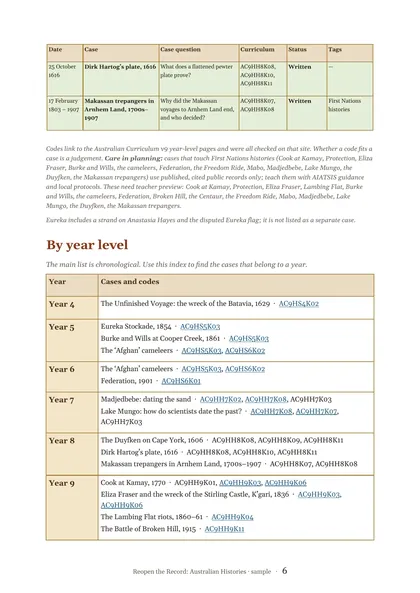 Date Case Case question Curriculum Status Tags
25 October Dirk Hartog's plate, 1616 What does a flattened pewter AC9HH8K08, Written —
1616 plate prove? AC9HH8K10,
AC9HH8K11
17 February Makassan trepangers in Why did the Makassan AC9HH8K07, Written First Nations
1803 – 1907 Arnhem Land, 1700s– voyages to Arnhem Land end, AC9HH8K08 histories
1907 and who decided?
Codes link to the Australian Curriculum v9 year-level pages and were all checked on that site. Whether a code fits a
case is a judgement. Care in planning: cases that touch First Nations histories (Cook at Kamay, Protection, Eliza
Fraser, Burke and Wills, the cameleers, Federation, the Freedom Ride, Mabo, Madjedbebe, Lake Mungo, the
Duyfken, the Makassan trepangers) use published, cited public records only; teach them with AIATSIS guidance
and local protocols. These need teacher preview: Cook at Kamay, Protection, Eliza Fraser, Lambing Flat, Burke
and Wills, the cameleers, Federation, Broken Hill, the Centaur, the Freedom Ride, Mabo, Madjedbebe, Lake
Mungo, the Duyfken, the Makassan trepangers.
Eureka includes a strand on Anastasia Hayes and the disputed Eureka flag; it is not listed as a separate case.
By year level
The main list is chronological. Use this index to find the cases that belong to a year.
Year Cases and codes
Year 4 The Unfinished Voyage: the wreck of the Batavia, 1629 · AC9HS4K02
Year 5 Eureka Stockade, 1854 · AC9HS5K03
Burke and Wills at Cooper Creek, 1861 · AC9HS5K03
The 'Afghan' cameleers · AC9HS5K03, AC9HS6K02
Year 6 The 'Afghan' cameleers · AC9HS5K03, AC9HS6K02
Federation, 1901 · AC9HS6K01
Year 7 Madjedbebe: dating the sand · AC9HH7K02, AC9HH7K08, AC9HH7K03
Lake Mungo: how do scientists date the past? · AC9HH7K08, AC9HH7K07,
AC9HH7K03
Year 8 The Duyfken on Cape York, 1606 · AC9HH8K08, AC9HH8K09, AC9HH8K11
Dirk Hartog's plate, 1616 · AC9HH8K08, AC9HH8K10, AC9HH8K11
Makassan trepangers in Arnhem Land, 1700s–1907 · AC9HH8K07, AC9HH8K08
Year 9 Cook at Kamay, 1770 · AC9HH9K01, AC9HH9K03, AC9HH9K06
Eliza Fraser and the wreck of the Stirling Castle, K'gari, 1836 · AC9HH9K03,
AC9HH9K06
The Lambing Flat riots, 1860–61 · AC9HH9K04
The Battle of Broken Hill, 1915 · AC9HH9K11
Reopen the Record: Australian Histories · sample · 6